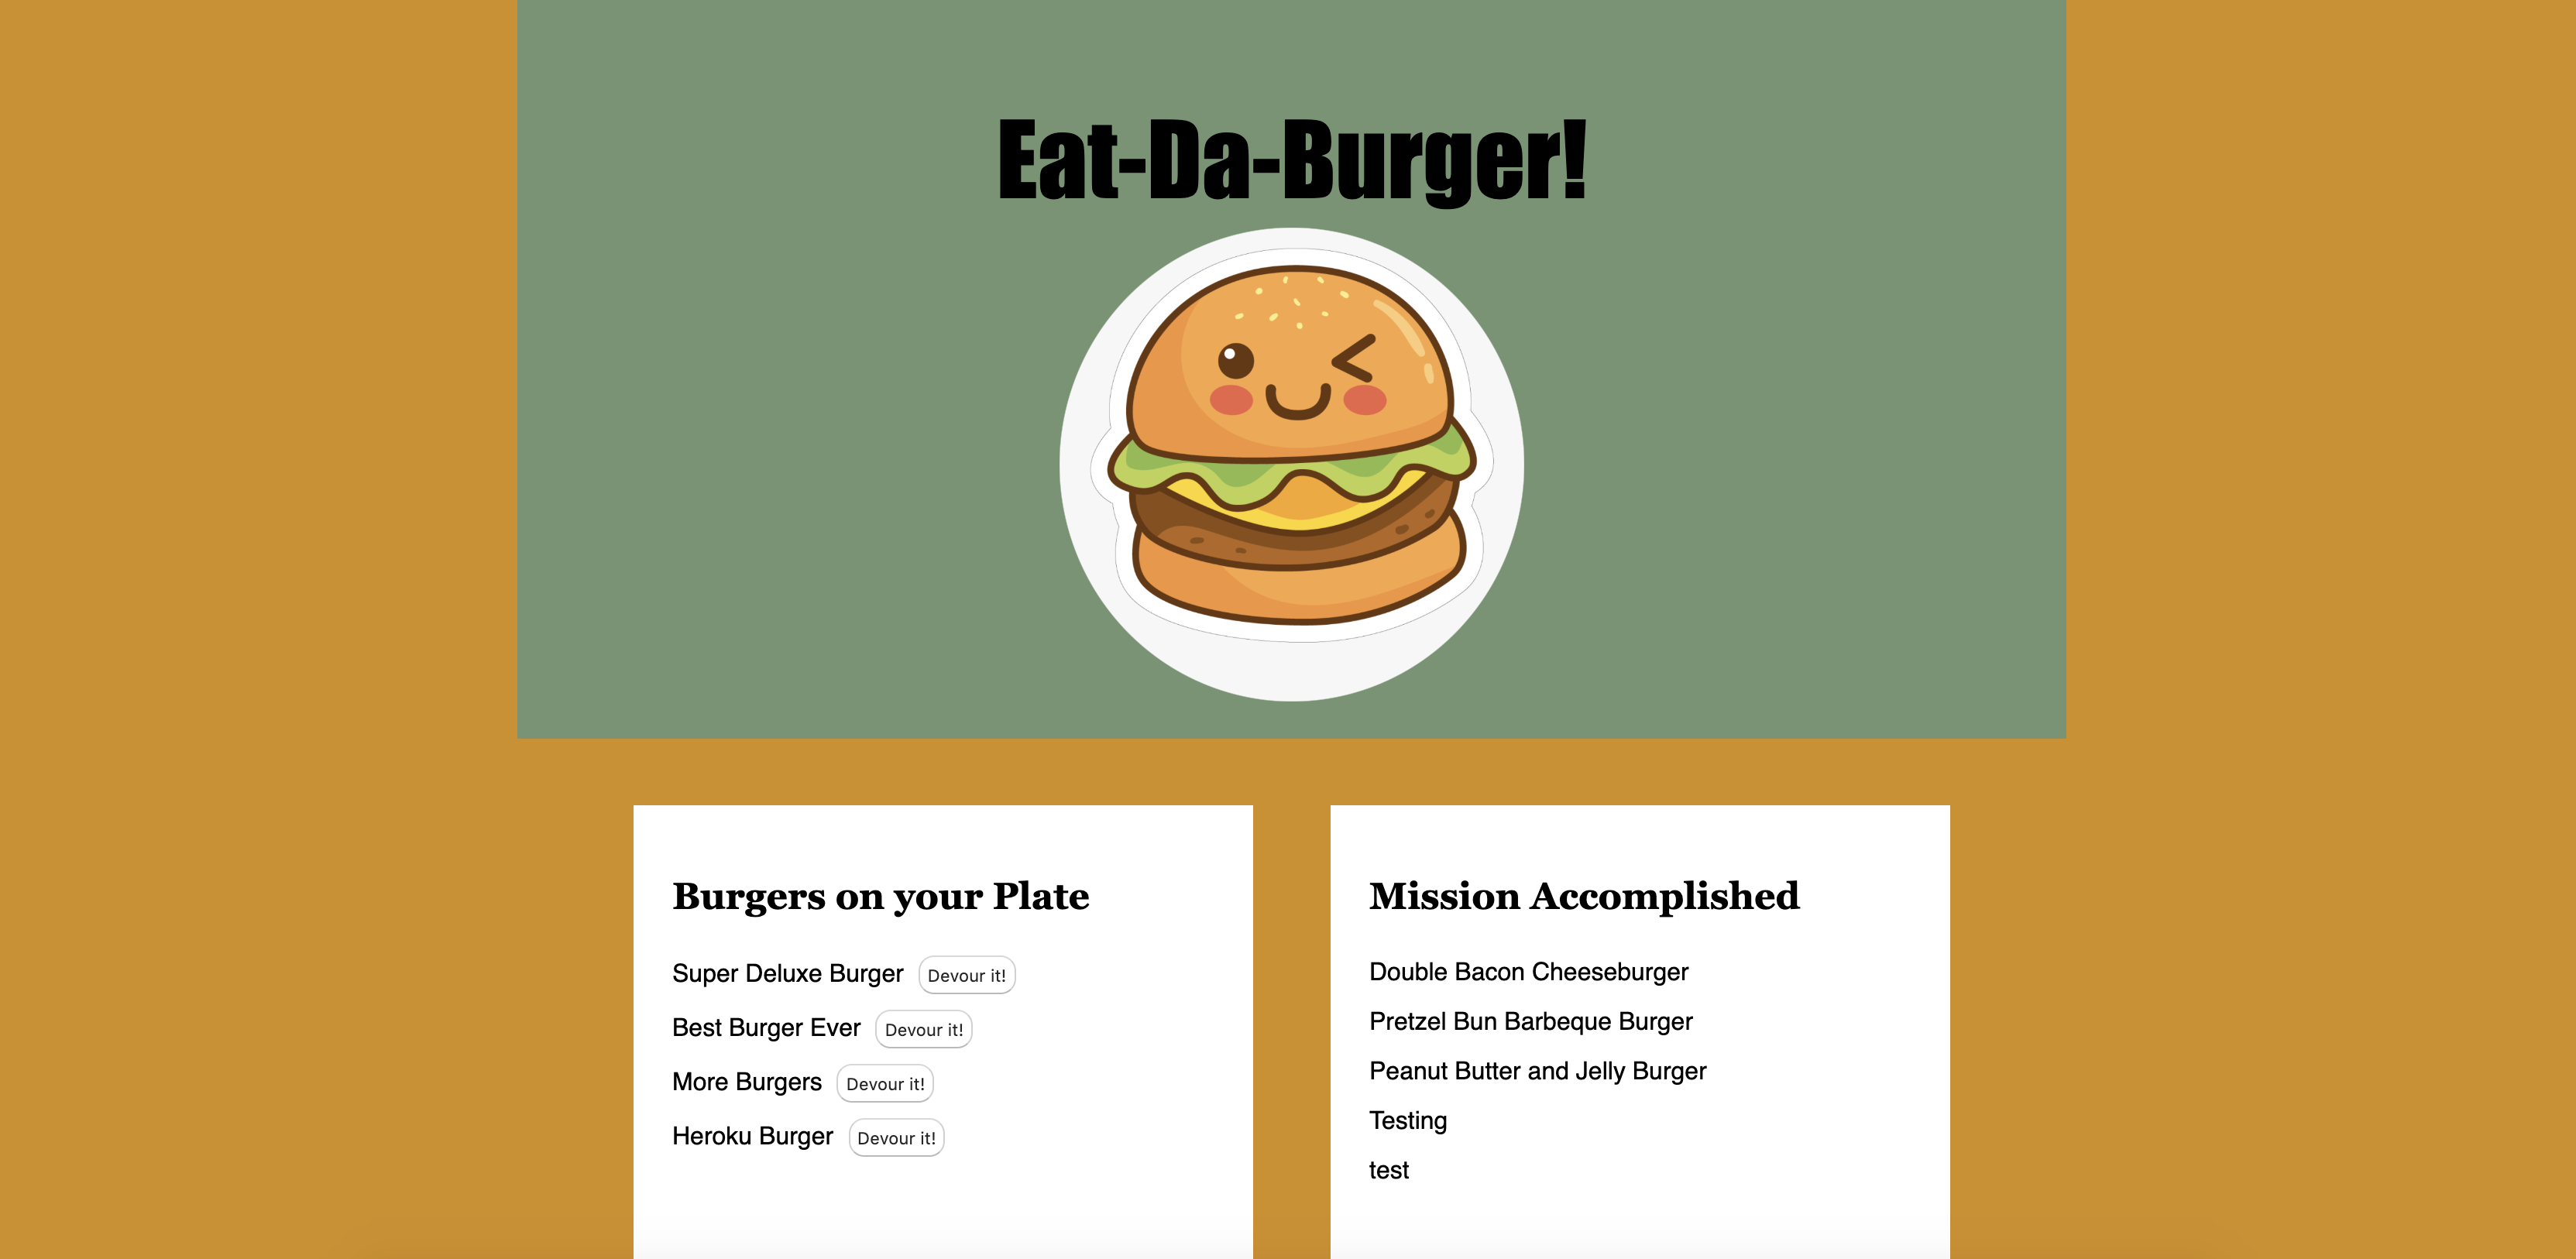 Eat-Da-Burger!
Burgers on your Plate
Super Deluxe Burger Devour it!
Best Burger Ever Devour it!
More Burgers Devour it!
Heroku Burger Devour it!
Mission Accomplished
Double Bacon Cheeseburger
Pretzel Bun Barbeque Burger
Peanut Butter and Jelly Burger
Testing
test